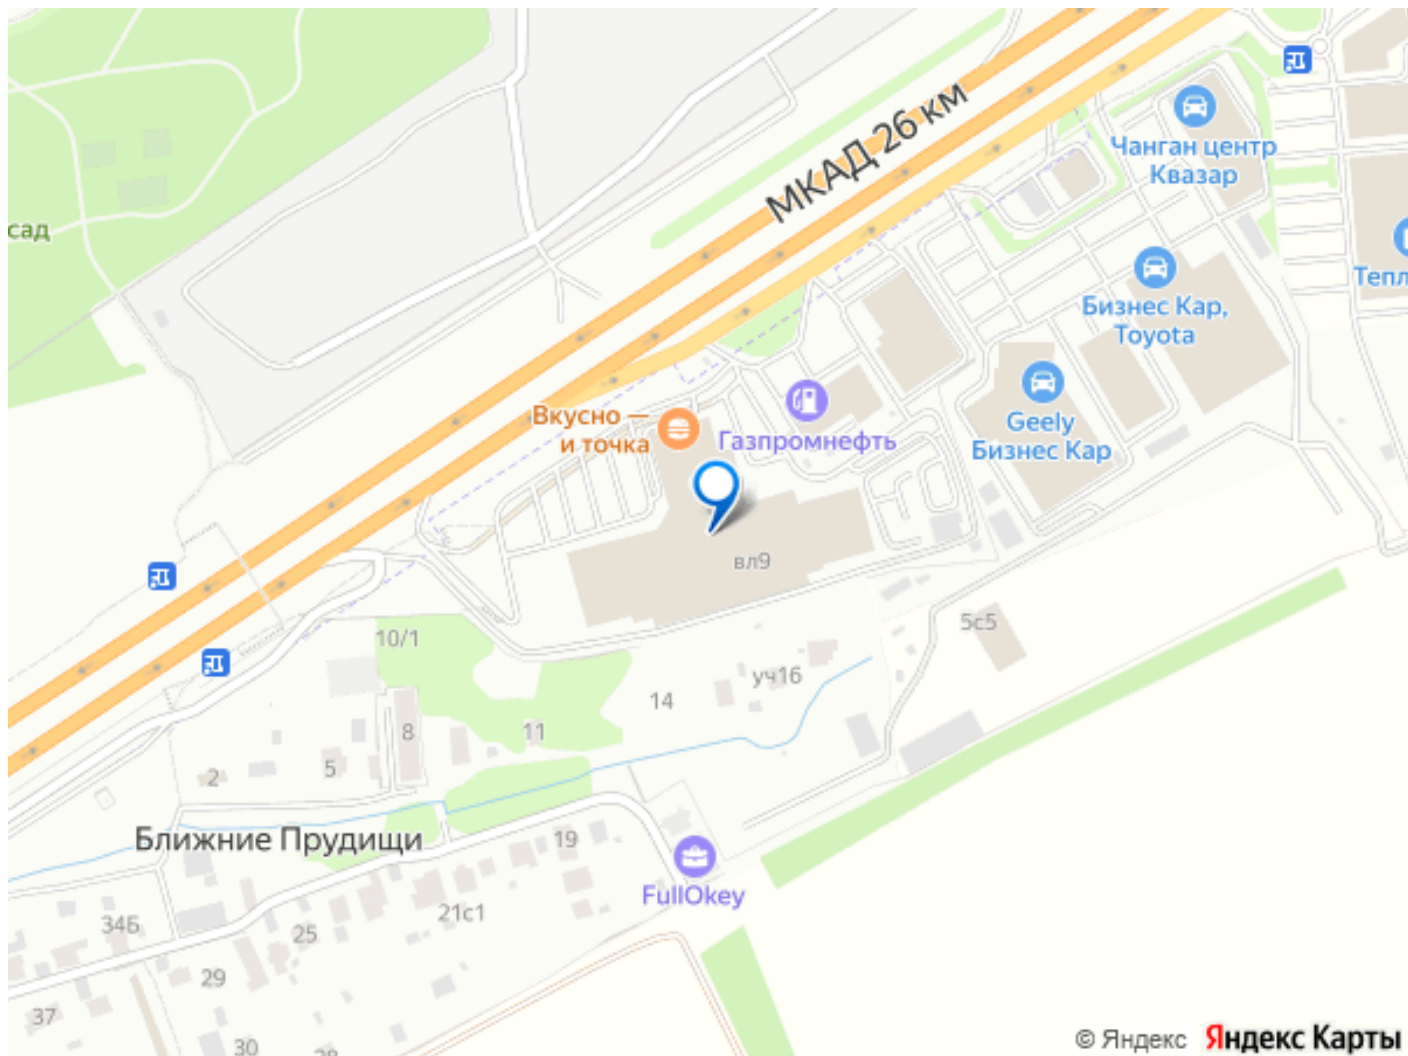 МКАД 26 км
Чанган центр
Квазар
сад
Бизнес Кар,
Toyota
Тепл
Вкусно —
и точка
Газпромнефть
Geely
Бизнес Кар
вл9
5с5
10/1
уч16
14
8
11
5
2
Ближние Прудищи
19
FullOkey
21с1
34Б
25
29
37
30
© Яндекс Яндекс Карты